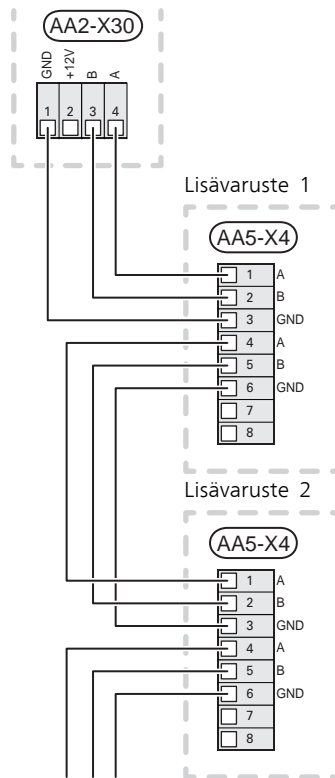 AA2-X30
GND +12V B A
1 2 3 4
Lisävaruste 1
AA5-X4
1 A
2 B
3 GND
4 A
5 B
6 GND
7
8
Lisävaruste 2
AA5-X4
1 A
2 B
3 GND
4 A
5 B
6 GND
7
8